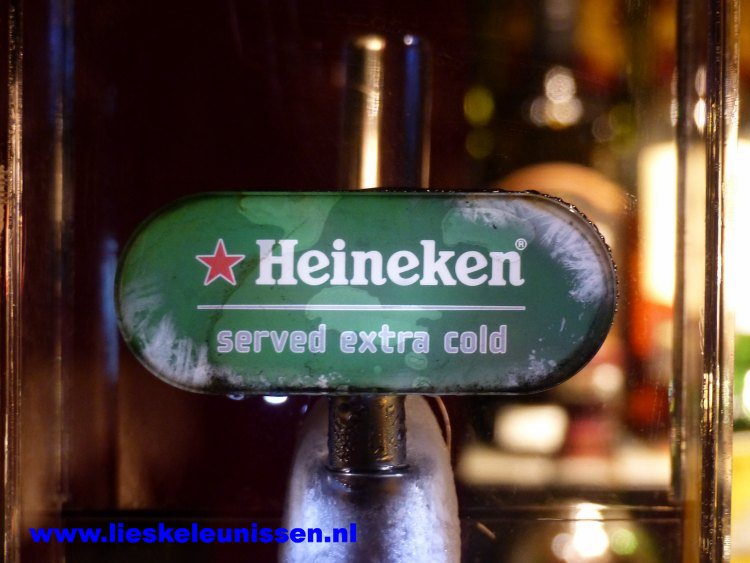 Heineken®
served extra cold
www.lieskeleunissen.nl